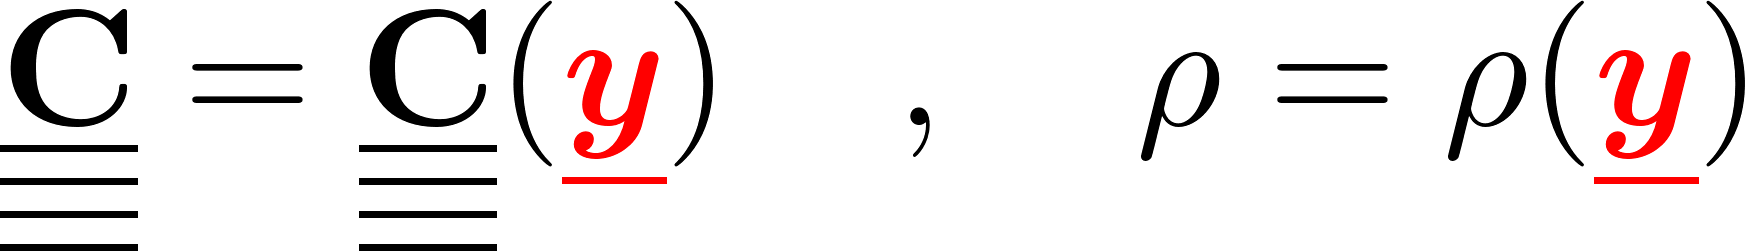 C = C(y) , ρ = ρ(y)